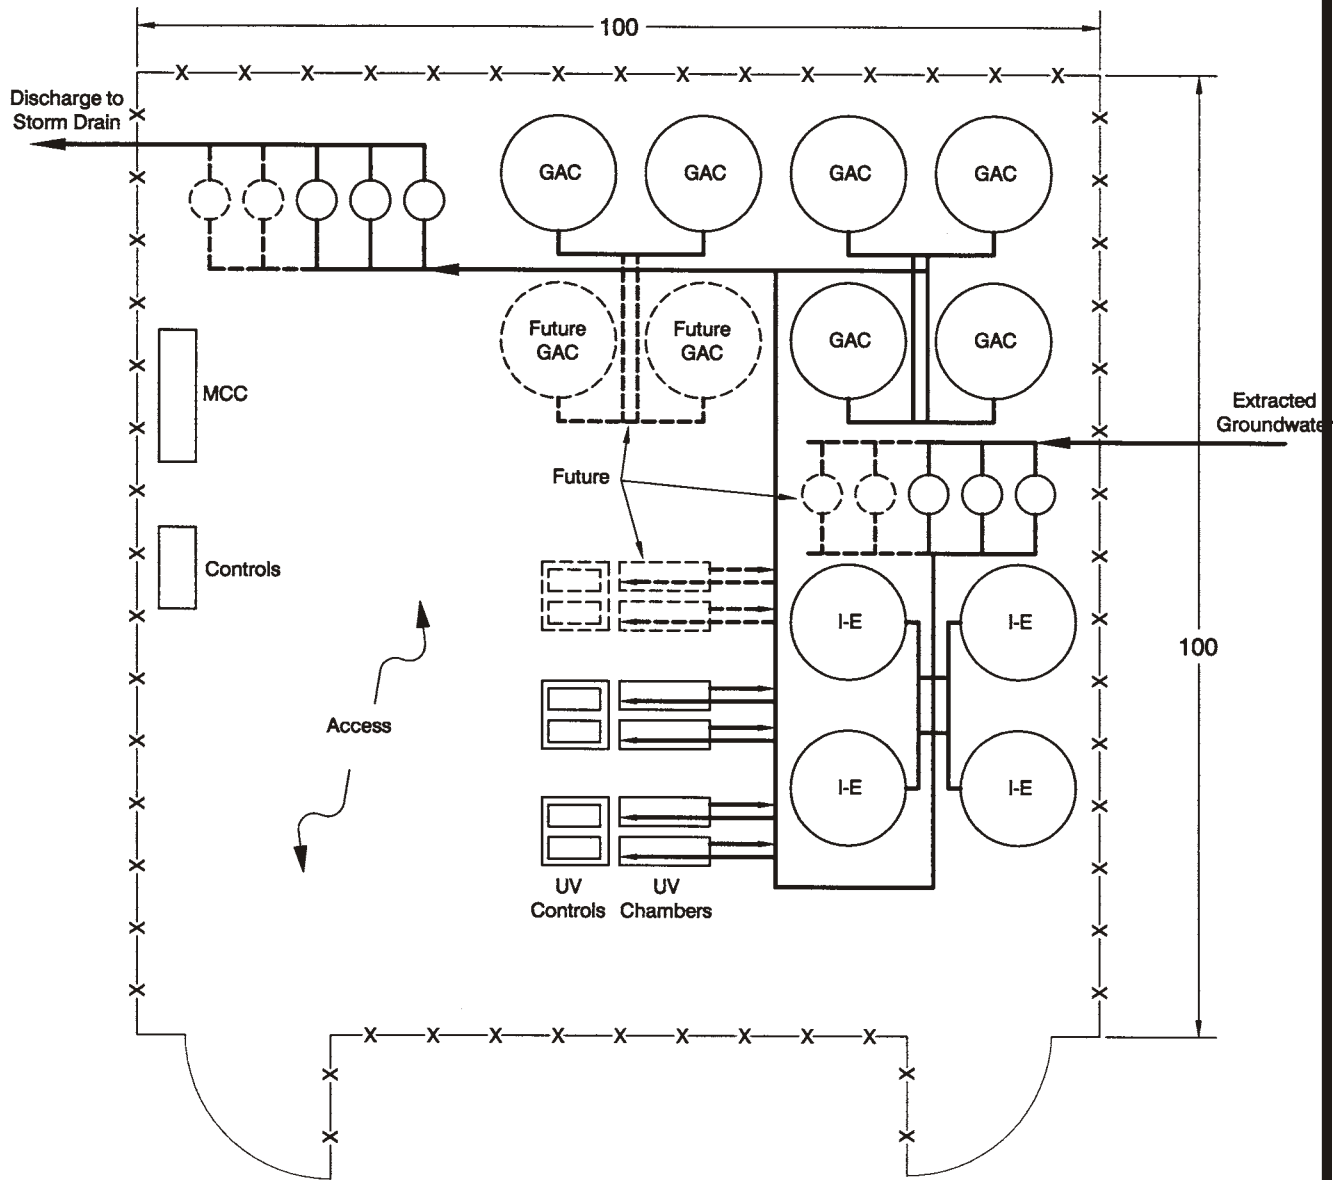 100
Discharge to
Storm Drain
GAC GAC GAC GAC
Future
GAC
Future
GAC
GAC GAC
MCC
Extracted
Groundwater
Future
Controls
I-E I-E
100
Access
I-E I-E
UV
Controls
UV
Chambers